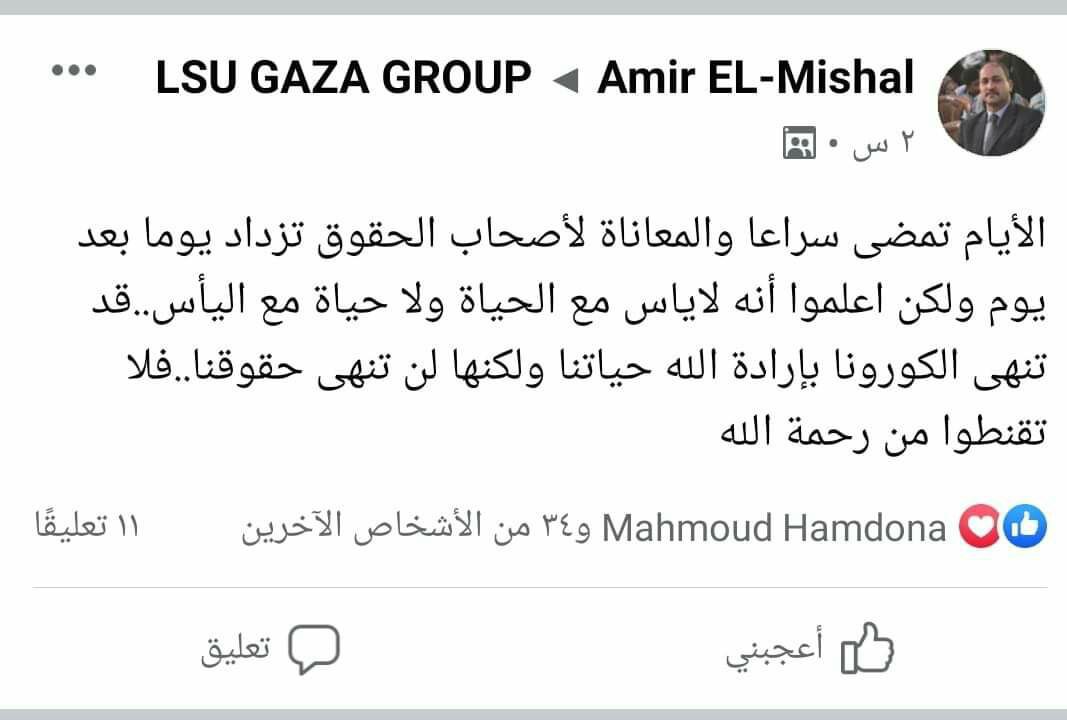 Amir EL-Mishal ◄ LSU GAZA GROUP
٢ س
الأيام تمضى سراعا والمعاناة لأصحاب الحقوق تزداد يوما بعد
يوم ولكن اعلموا أنه لاياس مع الحياة ولا حياة مع اليأس..قد
تنهى الكورونا بإرادة الله حياتنا ولكنها لن تنهى حقوقنا..فلا
تقنطوا من رحمة الله
Mahmoud Hamdona و٣٤ من الأشخاص الآخرين
١١ تعليقًا
أعجبني
تعليق